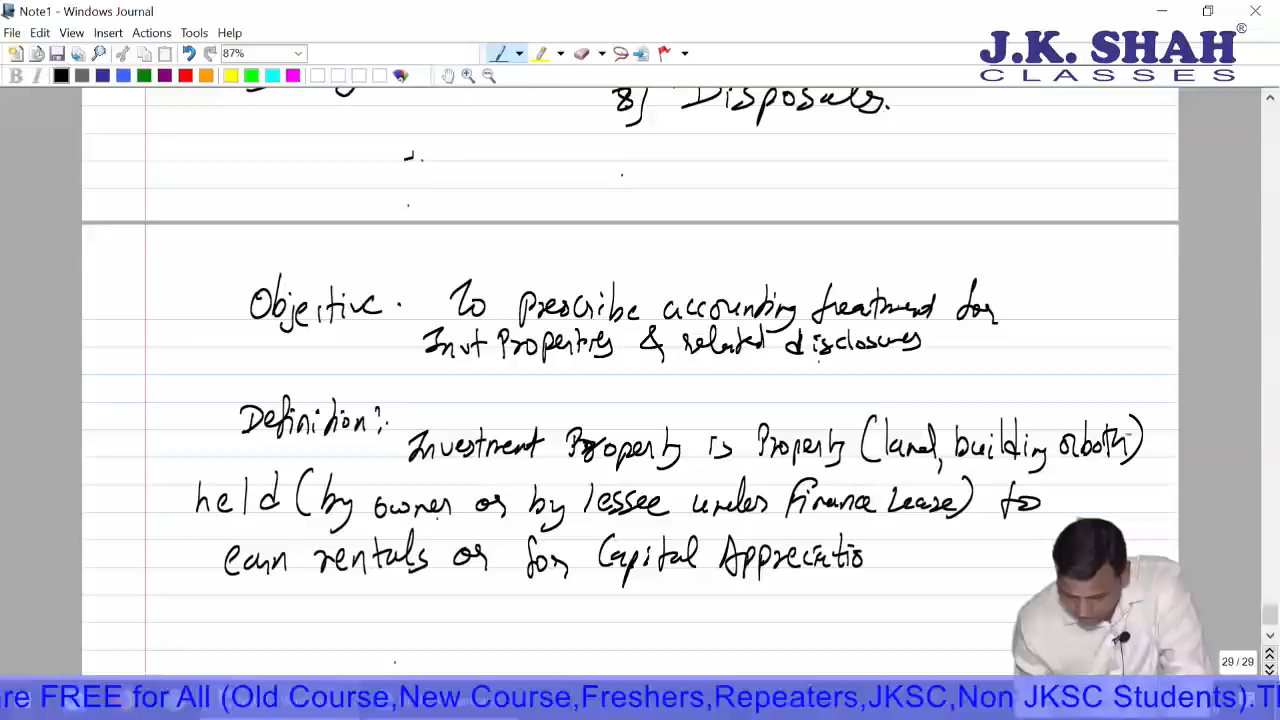 Note1 - Windows Journal
File Edit View Insert Actions Tools Help
87%
J.K. SHAH®
CLASSES
8) Disposals.
Objective. To prescribe accounting treatment for
Invt Properties & related disclosures
Definition:
Investment Property is Property (land, building or both)
held (by owner or by lessee under finance Lease) to
earn rentals or for Capital Appreciatio
29 / 29
are FREE for All (Old Course,New Course,Freshers,Repeaters,JKSC,Non JKSC Students).T